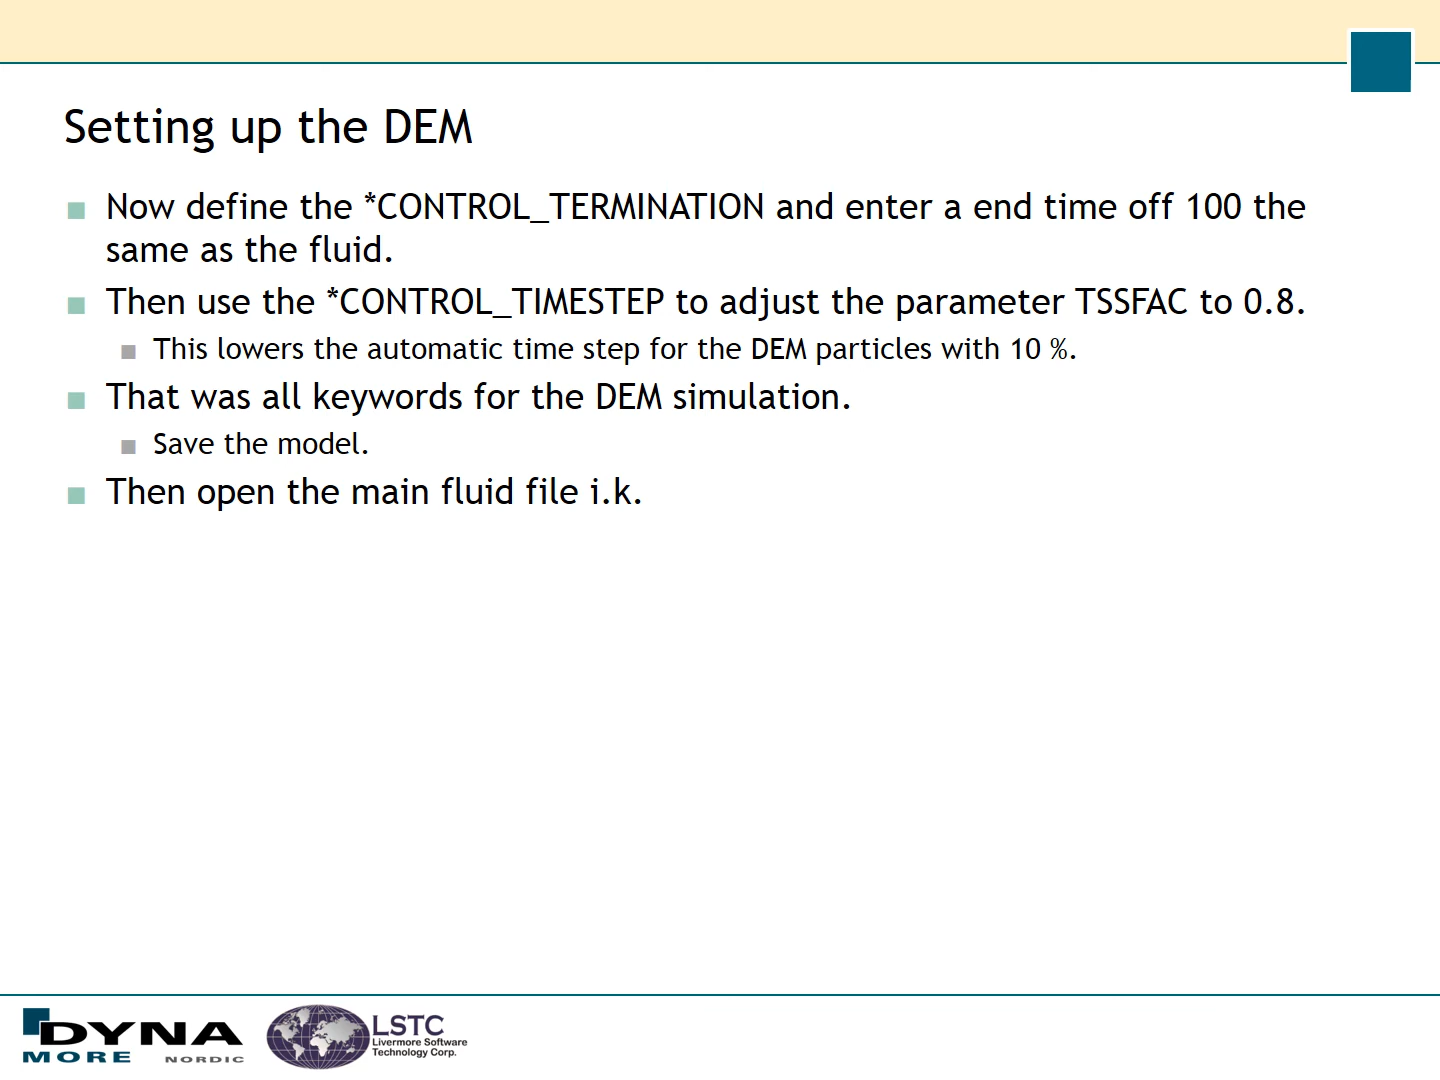 Setting up the DEM
Now define the *CONTROL_TERMINATION and enter a end time off 100 the
same as the fluid.
Then use the *CONTROL_TIMESTEP to adjust the parameter TSSFAC to 0.8.
This lowers the automatic time step for the DEM particles with 10 %.
That was all keywords for the DEM simulation.
Save the model.
Then open the main fluid file i.k.
DYNA
MORE NORDIC
LSTC
Livermore Software
Technology Corp.